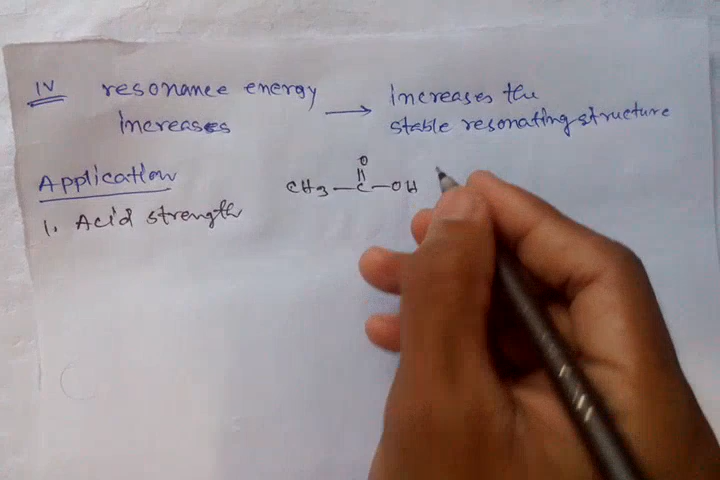 IV resonance energy increases → Increases the
stable resonating structure
Application
1. Acid strength
O
||
CH3—C—OH